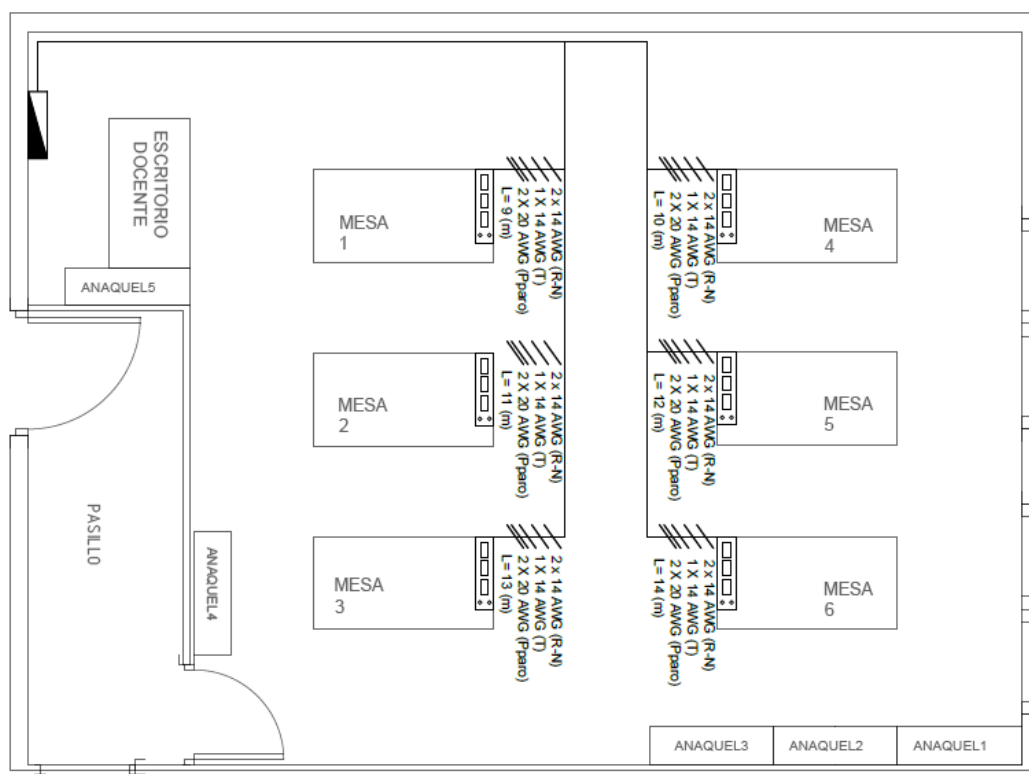 ESCRITORIO
DOCENTE
ANAQUEL5
PASILLO
ANAQUEL4
MESA
1
2 x 14 AWG (R-N)
1 X 14 AWG (T)
2 X 20 AWG (Pparo)
L= 9 (m)
MESA
4
2 x 14 AWG (R-N)
1 X 14 AWG (T)
2 X 20 AWG (Pparo)
L= 10 (m)
MESA
2
2 x 14 AWG (R-N)
1 X 14 AWG (T)
2 X 20 AWG (Pparo)
L= 11 (m)
MESA
5
2 x 14 AWG (R-N)
1 X 14 AWG (T)
2 X 20 AWG (Pparo)
L= 12 (m)
MESA
3
2 x 14 AWG (R-N)
1 X 14 AWG (T)
2 X 20 AWG (Pparo)
L= 13 (m)
MESA
6
2 x 14 AWG (R-N)
1 X 14 AWG (T)
2 X 20 AWG (Pparo)
L= 14 (m)
ANAQUEL3
ANAQUEL2
ANAQUEL1